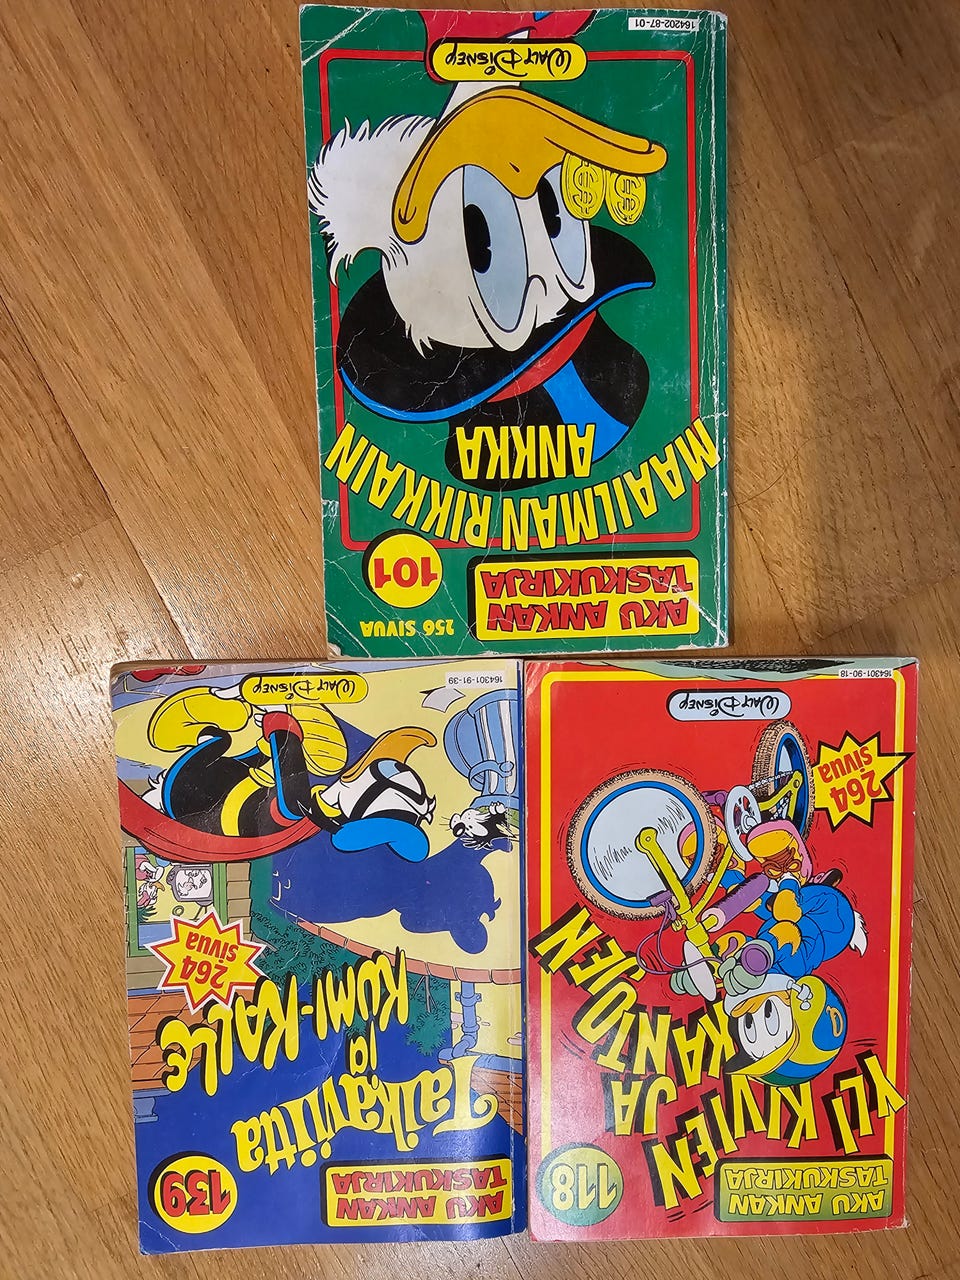 AKU ANKAN
TASKUKIRJA
118
YLI KIVIEN
JA
KANTOJEN
264
sivua
WALT DISNEY
164301-90-18
AKU ANKAN
TASKUKIRJA
139
Taikaviitta
ja
KUMI-KALLE
264
sivua
WALT DISNEY
164301-91-39
256 SIVUA
AKU ANKAN
TASKUKIRJA
101
MAAILMAN RIKKAIN
ANKKA
$ $
WALT DISNEY
164202-87-01